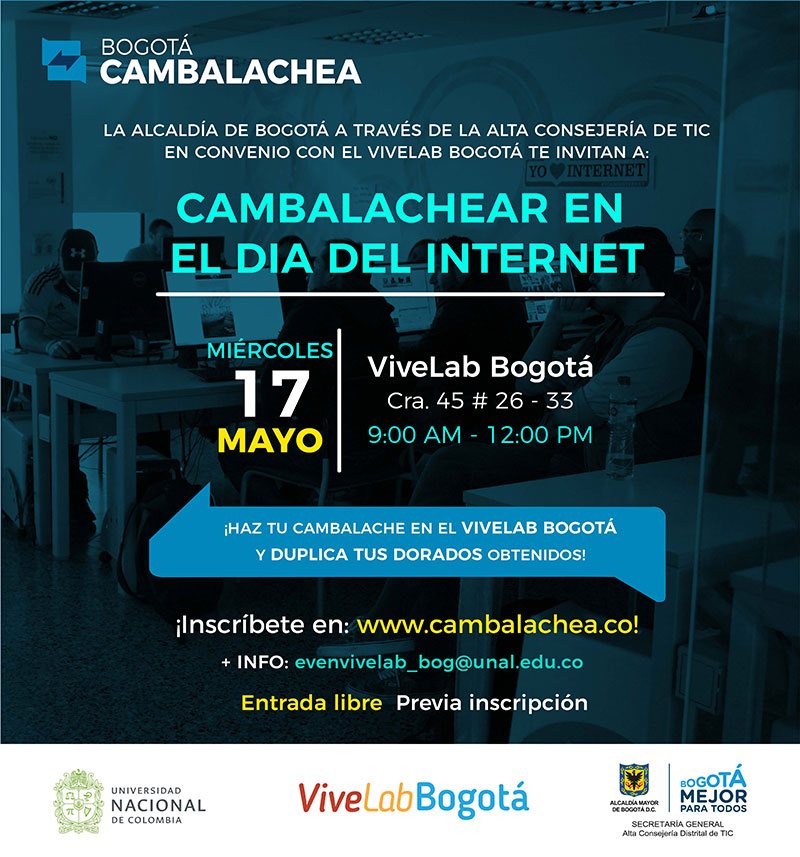 BOGOTÁ
CAMBALACHEA
LA ALCALDÍA DE BOGOTÁ A TRAVÉS DE LA ALTA CONSEJERÍA DE TIC
EN CONVENIO CON EL VIVELAB BOGOTÁ TE INVITAN A:
YO INTERNET
CAMBALACHEAR EN
EL DIA DEL INTERNET
MIÉRCOLES
17
MAYO
ViveLab Bogotá
Cra. 45 # 26 - 33
9:00 AM - 12:00 PM
¡HAZ TU CAMBALACHE EN EL VIVELAB BOGOTÁ
Y DUPLICA TUS DORADOS OBTENIDOS!
¡Inscríbete en: www.cambalachea.co!
+ INFO: evenvivelab_bog@unal.edu.co
Entrada libre Previa inscripción
UNIVERSIDAD
NACIONAL
DE COLOMBIA
ViveLabBogotá
ALCALDÍA MAYOR
DE BOGOTÁ D.C.
BOGOTÁ
MEJOR
PARA TODOS
SECRETARÍA GENERAL
Alta Consejería Distrital de TIC